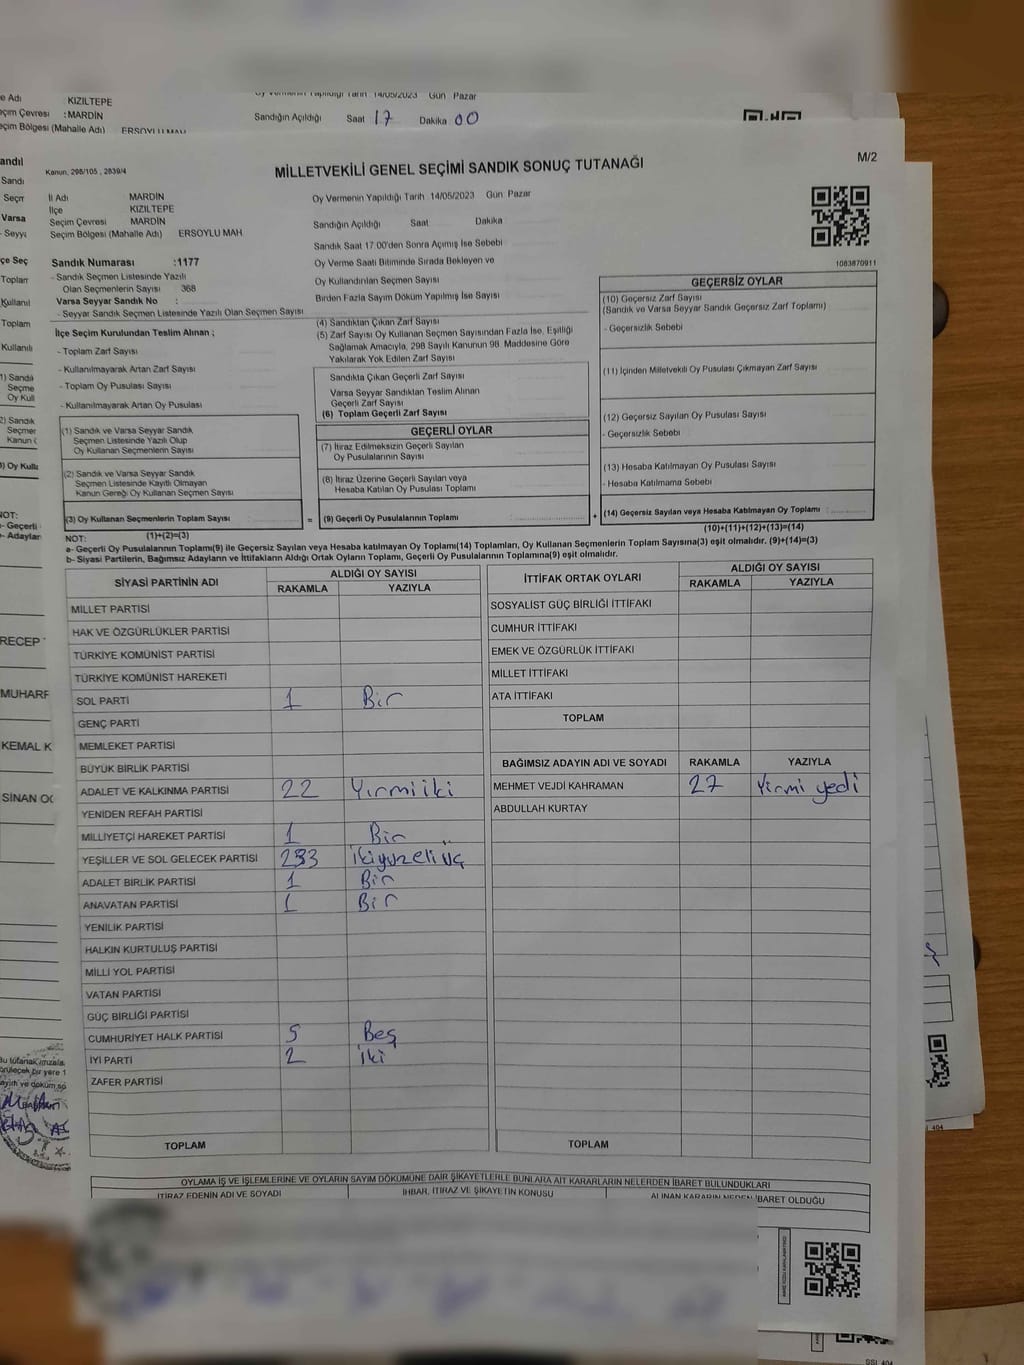 e Adı : KIZILTEPE
eçim Çevresi : MARDİN
eçim Bölgesi (Mahalle Adı) ERSOYLU MAH
Oy Vermenin Yapıldığı Tarih 14/05/2023 Gün Pazar
Sandığın Açıldığı Saat 17 Dakika 00
Kanun, 298/105 , 2839/4
MİLLETVEKİLİ GENEL SEÇİMİ SANDIK SONUÇ TUTANAĞI
M/2
İl Adı MARDİN
İlçe KIZILTEPE
Seçim Çevresi MARDİN
Seçim Bölgesi (Mahalle Adı) ERSOYLU MAH
Oy Vermenin Yapıldığı Tarih 14/05/2023 Gün Pazar
Sandığın Açıldığı Saat Dakika
Sandık Saat 17.00'den Sonra Açımış İse Sebebi
Oy Verme Saati Bitiminde Sırada Bekleyen ve
Oy Kullandırılan Seçmen Sayısı
Birden Fazla Sayım Döküm Yapılmış İse Sayısı
1083870911
Sandık Numarası :1177
- Sandık Seçmen Listesinde Yazılı
Olan Seçmenlerin Sayısı 368
Varsa Seyyar Sandık No :
- Seyyar Sandık Seçmen Listesinde Yazılı Olan Seçmen Sayısı
İlçe Seçim Kurulundan Teslim Alınan ;
- Toplam Zarf Sayısı
- Kullanılmayarak Artan Zarf Sayısı
- Toplam Oy Pusulası Sayısı
- Kullanılmayarak Artan Oy Pusulası
(1) Sandık ve Varsa Seyyar Sandık
Seçmen Listesinde Yazılı Olup
Oy Kullanan Seçmenlerin Sayısı
(2) Sandık ve Varsa Seyyar Sandık
Seçmen Listesinde Kayıtlı Olmayan
Kanun Gereği Oy Kullanan Seçmen Sayısı
(3) Oy Kullanan Seçmenlerin Toplam Sayısı
(1)+(2)=(3)
(4) Sandıktan Çıkan Zarf Sayısı
(5) Zarf Sayısı Oy Kullanan Seçmen Sayısından Fazla İse, Eşitliği
Sağlamak Amacıyla, 298 Sayılı Kanunun 98. Maddesine Göre
Yakılarak Yok Edilen Zarf Sayısı
Sandıkta Çıkan Geçerli Zarf Sayısı
Varsa Seyyar Sandıktan Teslim Alınan
Geçerli Zarf Sayısı
(6) Toplam Geçerli Zarf Sayısı
GEÇERLİ OYLAR
(7) İtiraz Edilmeksizin Geçerli Sayılan
Oy Pusulalarının Sayısı
(8) İtiraz Üzerine Geçerli Sayılan veya
Hesaba Katılan Oy Pusulası Toplamı
= (9) Geçerli Oy Pusulalarının Toplamı
GEÇERSİZ OYLAR
(10) Geçersiz Zarf Sayısı
(Sandık ve Varsa Seyyar Sandık Geçersiz Zarf Toplamı)
- Geçersizlik Sebebi
(11) İçinden Milletvekili Oy Pusulası Çıkmayan Zarf Sayısı
(12) Geçersiz Sayılan Oy Pusulası Sayısı
- Geçersizlik Sebebi
(13) Hesaba Katılmayan Oy Pusulası Sayısı
- Hesaba Katılmama Sebebi
+ (14) Geçersiz Sayılan veya Hesaba Katılmayan Oy Toplamı :
(10)+(11)+(12)+(13)=(14)
NOT:
a- Geçerli Oy Pusulalarının Toplamı(9) ile Geçersiz Sayılan veya Hesaba katılmayan Oy Toplamı(14) Toplamları, Oy Kullanan Seçmenlerin Toplam Sayısına(3) eşit olmalıdır. (9)+(14)=(3)
b- Siyasi Partilerin, Bağımsız Adayların ve İttifakların Aldığı Ortak Oyların Toplamı, Geçerli Oy Pusulalarının Toplamına(9) eşit olmalıdır.
SİYASİ PARTİNİN ADI ALDIĞI OY SAYISI
RAKAMLA YAZIYLA
MİLLET PARTİSİ
HAK VE ÖZGÜRLÜKLER PARTİSİ
TÜRKİYE KOMÜNİST PARTİSİ
TÜRKİYE KOMÜNİST HAREKETİ
SOL PARTİ 1 Bir
GENÇ PARTİ
MEMLEKET PARTİSİ
BÜYÜK BİRLİK PARTİSİ
ADALET VE KALKINMA PARTİSİ 22 Yırmi iki
YENİDEN REFAH PARTİSİ
MİLLİYETÇİ HAREKET PARTİSİ 1 Bir
YEŞİLLER VE SOL GELECEK PARTİSİ 253 ikiyuzeli üç
ADALET BİRLİK PARTİSİ 1 Bir
ANAVATAN PARTİSİ 1 Bir
YENİLİK PARTİSİ
HALKIN KURTULUŞ PARTİSİ
MİLLİ YOL PARTİSİ
VATAN PARTİSİ
GÜÇ BİRLİĞİ PARTİSİ
CUMHURİYET HALK PARTİSİ 5 Beş
İYİ PARTİ 2 iki
ZAFER PARTİSİ
TOPLAM
İTTİFAK ORTAK OYLARI ALDIĞI OY SAYISI
RAKAMLA YAZIYLA
SOSYALİST GÜÇ BİRLİĞİ İTTİFAKI
CUMHUR İTTİFAKI
EMEK VE ÖZGÜRLÜK İTTİFAKI
MİLLET İTTİFAKI
ATA İTTİFAKI
TOPLAM
BAĞIMSIZ ADAYIN ADI VE SOYADI RAKAMLA YAZIYLA
MEHMET VEJDİ KAHRAMAN 27 Yirmi yedi
ABDULLAH KURTAY
TOPLAM
OYLAMA İŞ VE İŞLEMLERİNE VE OYLARIN SAYIM DÖKÜMÜNE DAİR ŞİKAYETLERLE BUNLARA AİT KARARLARIN NELERDEN İBARET BULUNDUKLARI
İTİRAZ EDENİN ADI VE SOYADI İHBAR, İTİRAZ VE ŞİKAYETİN KONUSU ALINAN KARARIN NEDEN İBARET OLDUĞU
RECEP
MUHARR
KEMAL K
SİNAN OĞ
SSİ 404